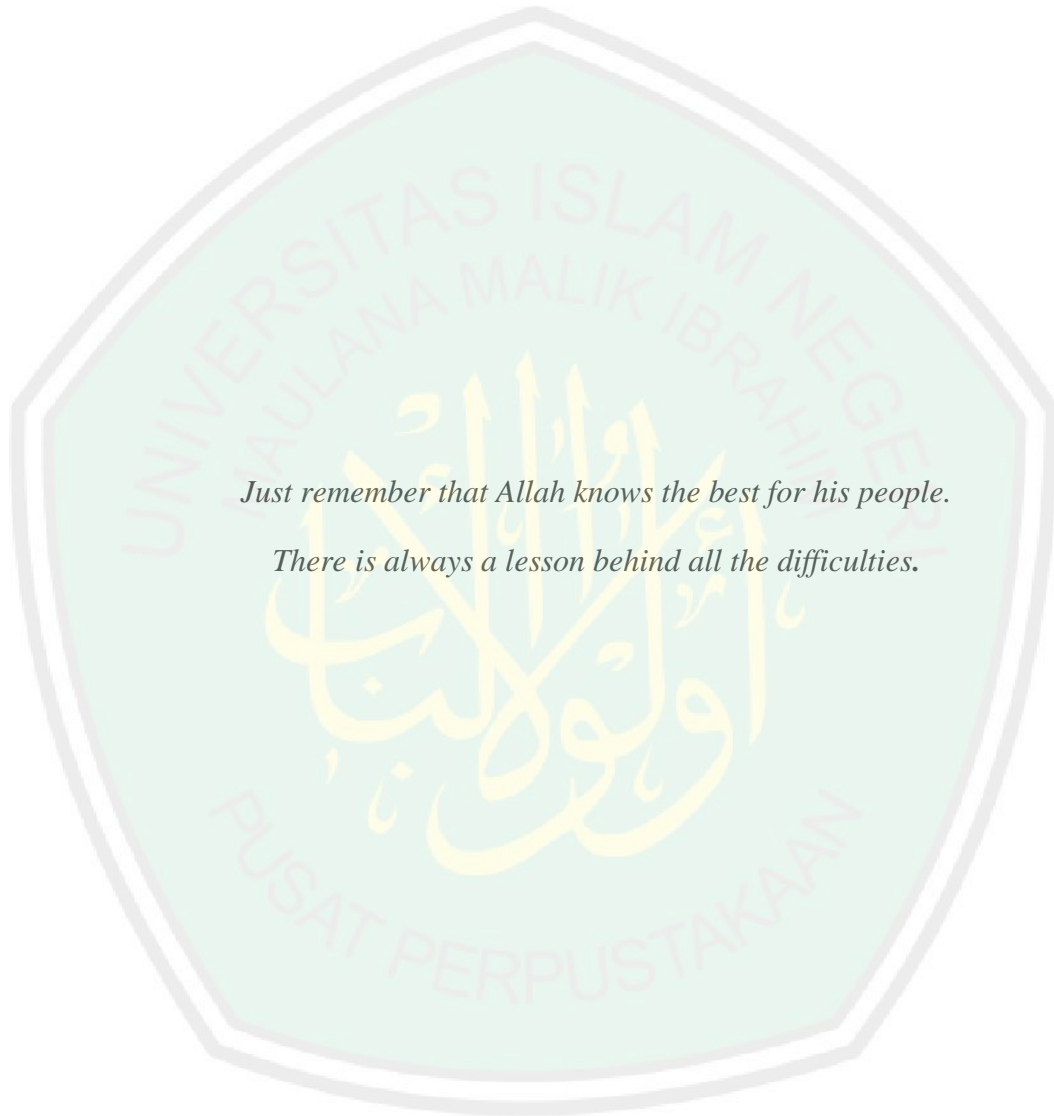 UNIVERSITAS ISLAM NEGERI
MAULANA MALIK IBRAHIM
Just remember that Allah knows the best for his people.
There is always a lesson behind all the difficulties.
أولوا الألباب
PUSAT PERPUSTAKAAN